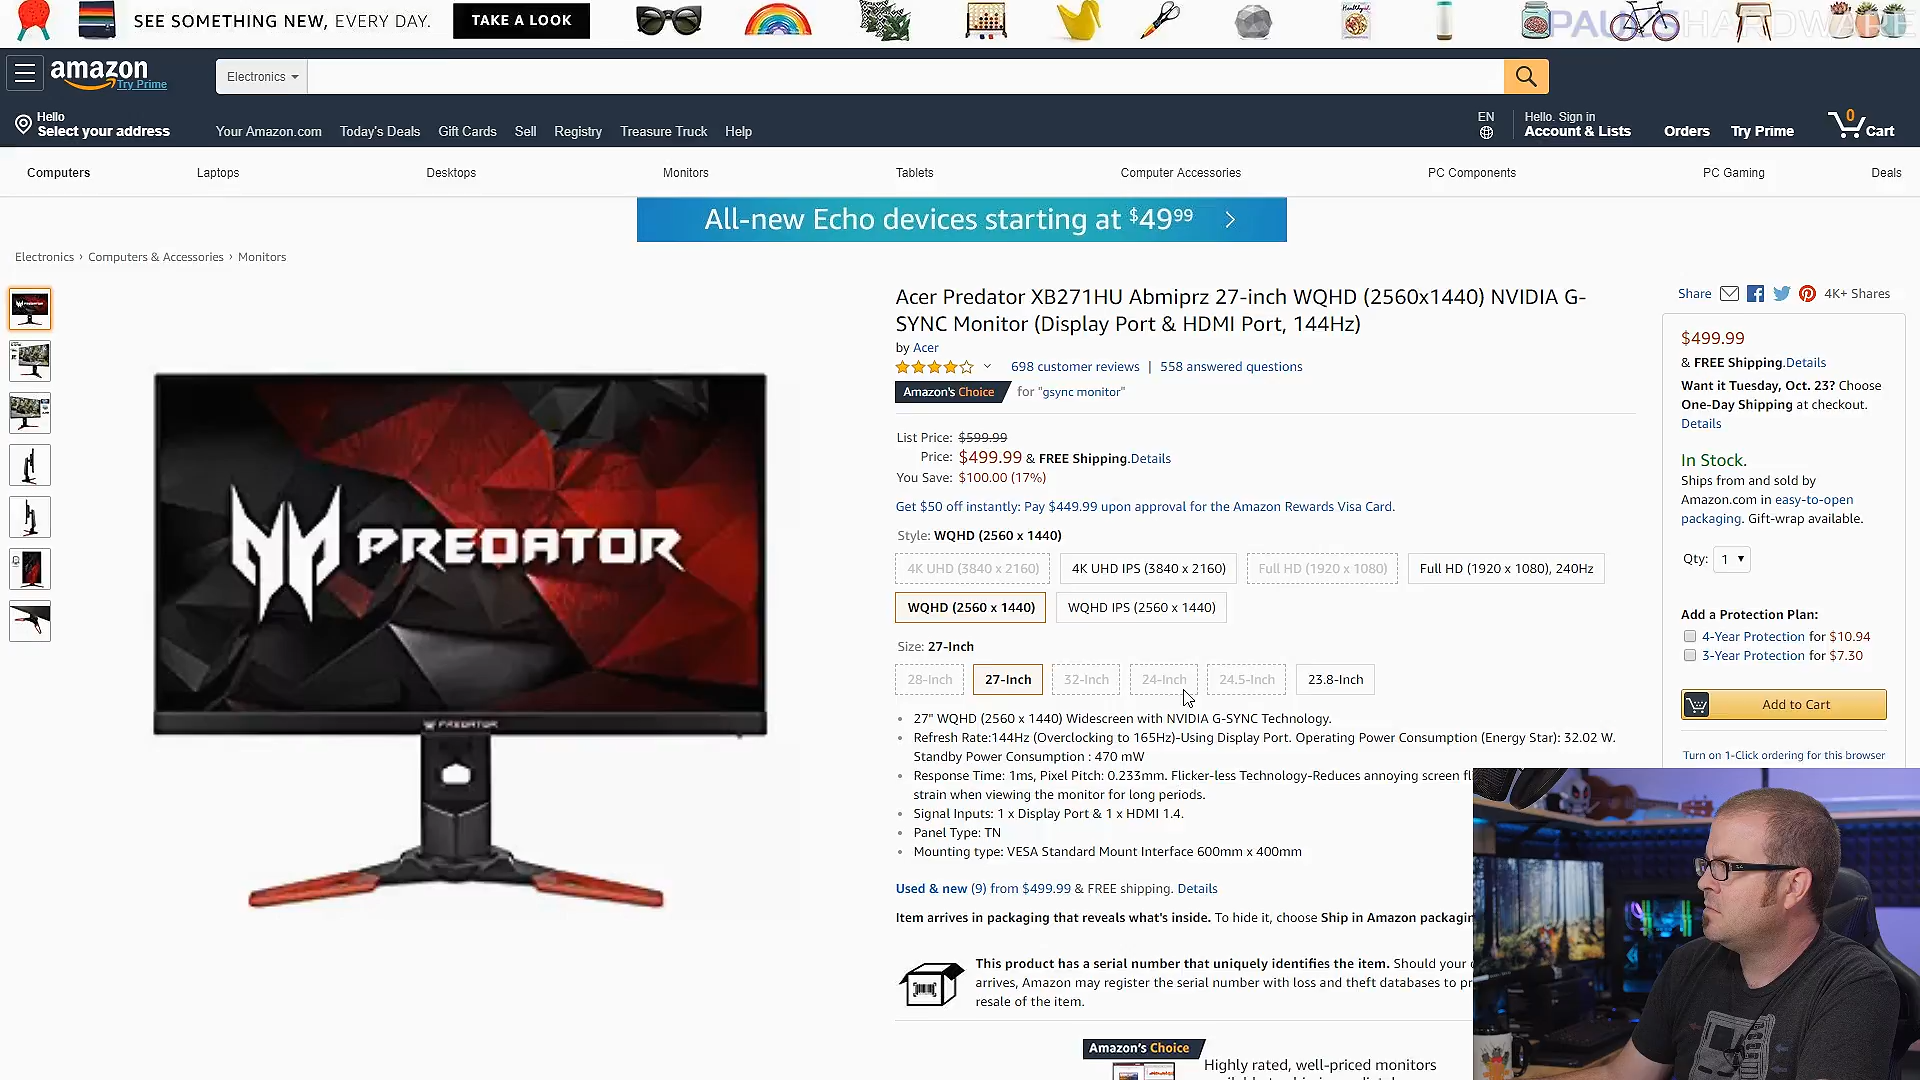 SEE SOMETHING NEW, EVERY DAY. TAKE A LOOK
PAUL'S HARDWARE
amazon
Try Prime
Electronics
Hello
Select your address
Your Amazon.com Today's Deals Gift Cards Sell Registry Treasure Truck Help
EN
Hello. Sign in
Account & Lists
Orders Try Prime
0
Cart
Computers Laptops Desktops Monitors Tablets Computer Accessories PC Components PC Gaming Deals
All-new Echo devices starting at $49⁹⁹ ›
Electronics › Computers & Accessories › Monitors
PREDATOR
PREDATOR
Acer Predator XB271HU Abmiprz 27-inch WQHD (2560x1440) NVIDIA G-
SYNC Monitor (Display Port & HDMI Port, 144Hz)
by Acer
698 customer reviews | 558 answered questions
Amazon's Choice for "gsync monitor"
List Price: $599.99
Price: $499.99 & FREE Shipping. Details
You Save: $100.00 (17%)
Get $50 off instantly: Pay $449.99 upon approval for the Amazon Rewards Visa Card.
Style: WQHD (2560 x 1440)
4K UHD (3840 x 2160) 4K UHD IPS (3840 x 2160) Full HD (1920 x 1080) Full HD (1920 x 1080), 240Hz
WQHD (2560 x 1440) WQHD IPS (2560 x 1440)
Size: 27-Inch
28-Inch 27-Inch 32-Inch 24-Inch 24.5-Inch 23.8-Inch
• 27" WQHD (2560 x 1440) Widescreen with NVIDIA G-SYNC Technology.
• Refresh Rate:144Hz (Overclocking to 165Hz)-Using Display Port. Operating Power Consumption (Energy Star): 32.02 W.
Standby Power Consumption : 470 mW
• Response Time: 1ms, Pixel Pitch: 0.233mm. Flicker-less Technology-Reduces annoying screen fl
strain when viewing the monitor for long periods.
• Signal Inputs: 1 x Display Port & 1 x HDMI 1.4.
• Panel Type: TN
• Mounting type: VESA Standard Mount Interface 600mm x 400mm
Used & new (9) from $499.99 & FREE shipping. Details
Item arrives in packaging that reveals what's inside. To hide it, choose Ship in Amazon packagin
This product has a serial number that uniquely identifies the item. Should your
arrives, Amazon may register the serial number with loss and theft databases to pr
resale of the item.
Amazon's Choice
Highly rated, well-priced monitors
Share 4K+ Shares
$499.99
& FREE Shipping. Details
Want it Tuesday, Oct. 23? Choose
One-Day Shipping at checkout.
Details
In Stock.
Ships from and sold by
Amazon.com in easy-to-open
packaging. Gift-wrap available.
Qty: 1
Add a Protection Plan:
4-Year Protection for $10.94
3-Year Protection for $7.30
Add to Cart
Turn on 1-Click ordering for this browser